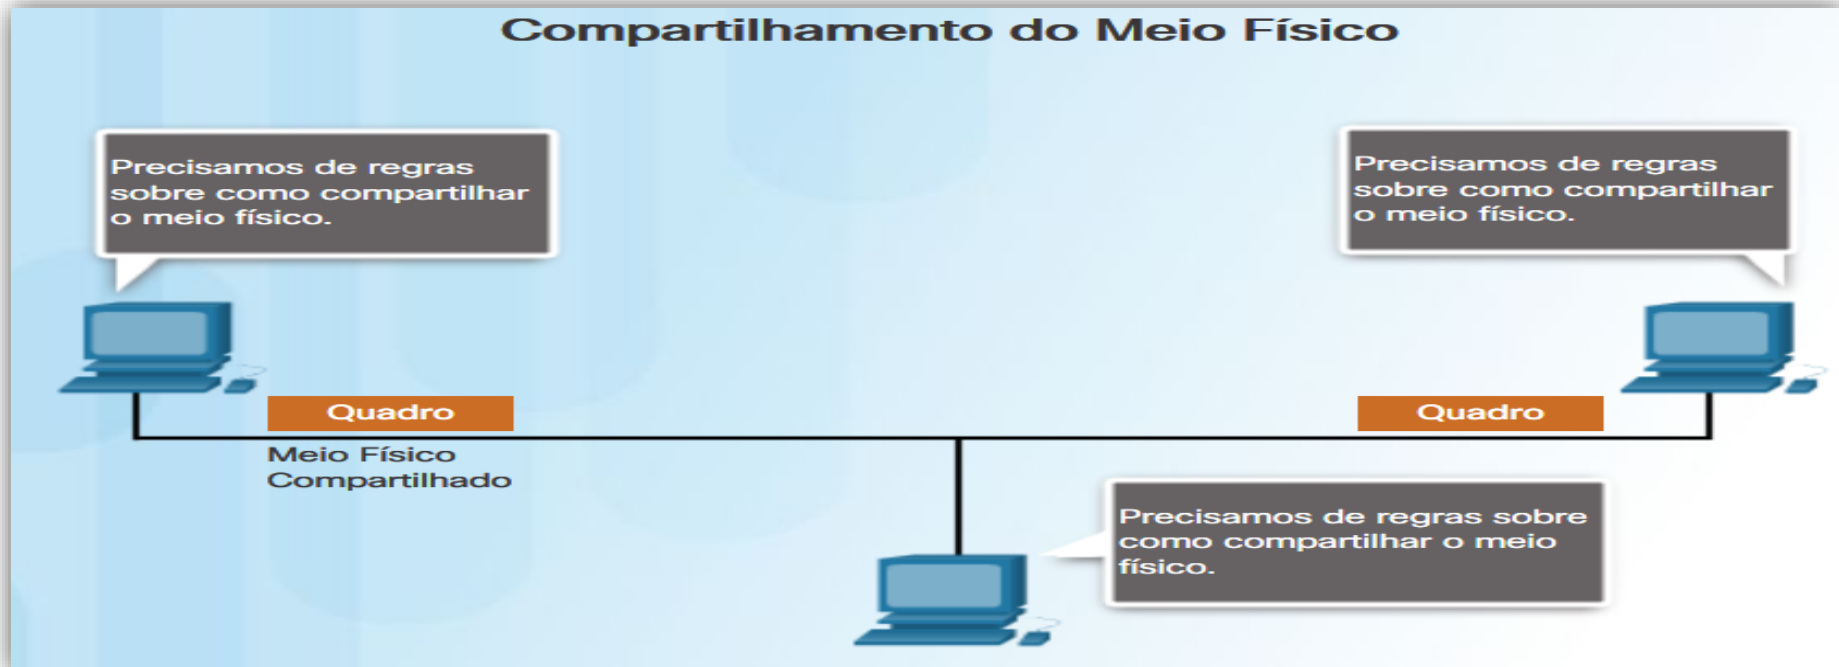 Compartilhamento do Meio Físico
Precisamos de regras
sobre como compartilhar
o meio físico.
Precisamos de regras
sobre como compartilhar
o meio físico.
Quadro
Quadro
Meio Físico
Compartilhado
Precisamos de regras sobre
como compartilhar o meio
físico.